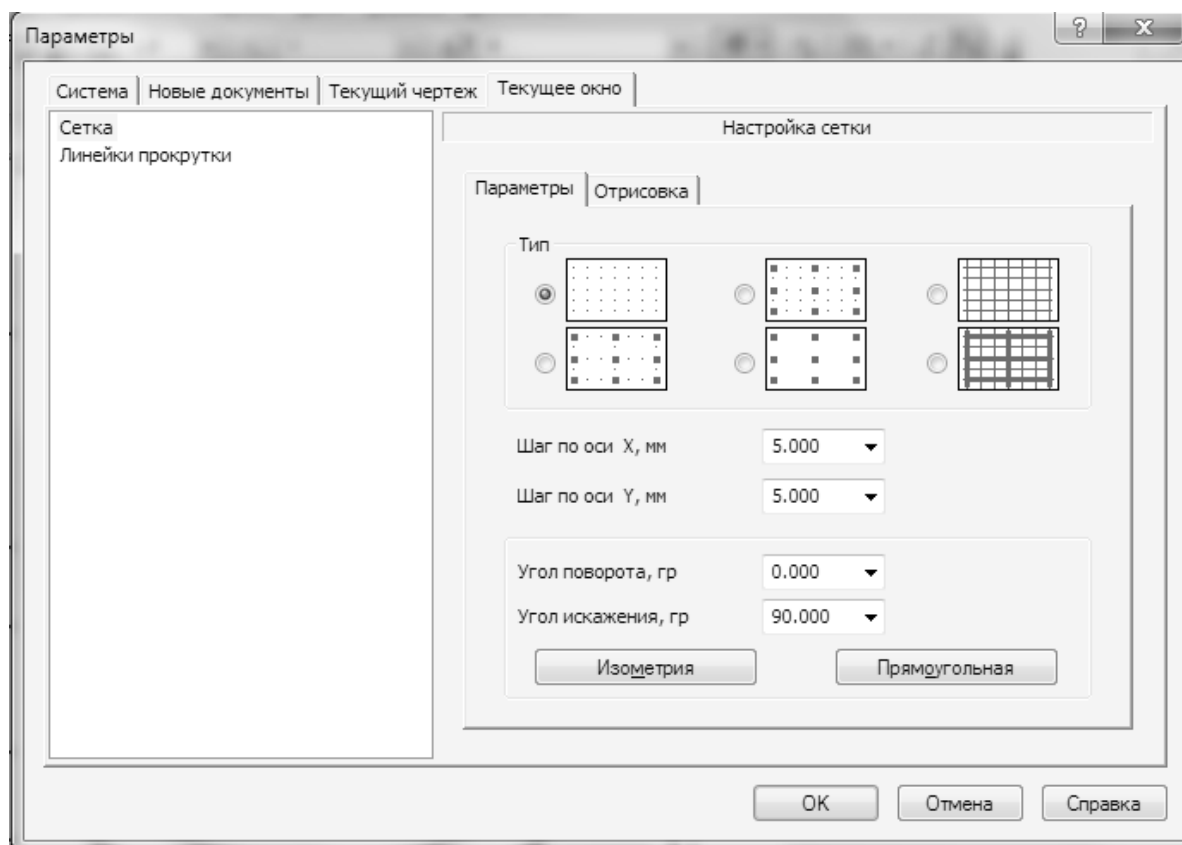 Параметры
Система Новые документы Текущий чертеж Текущее окно
Сетка
Линейки прокрутки
Настройка сетки
Параметры Отрисовка
Тип
Шаг по оси X, мм 5.000
Шаг по оси Y, мм 5.000
Угол поворота, гр 0.000
Угол искажения, гр 90.000
Изометрия Прямоугольная
OK Отмена Справка